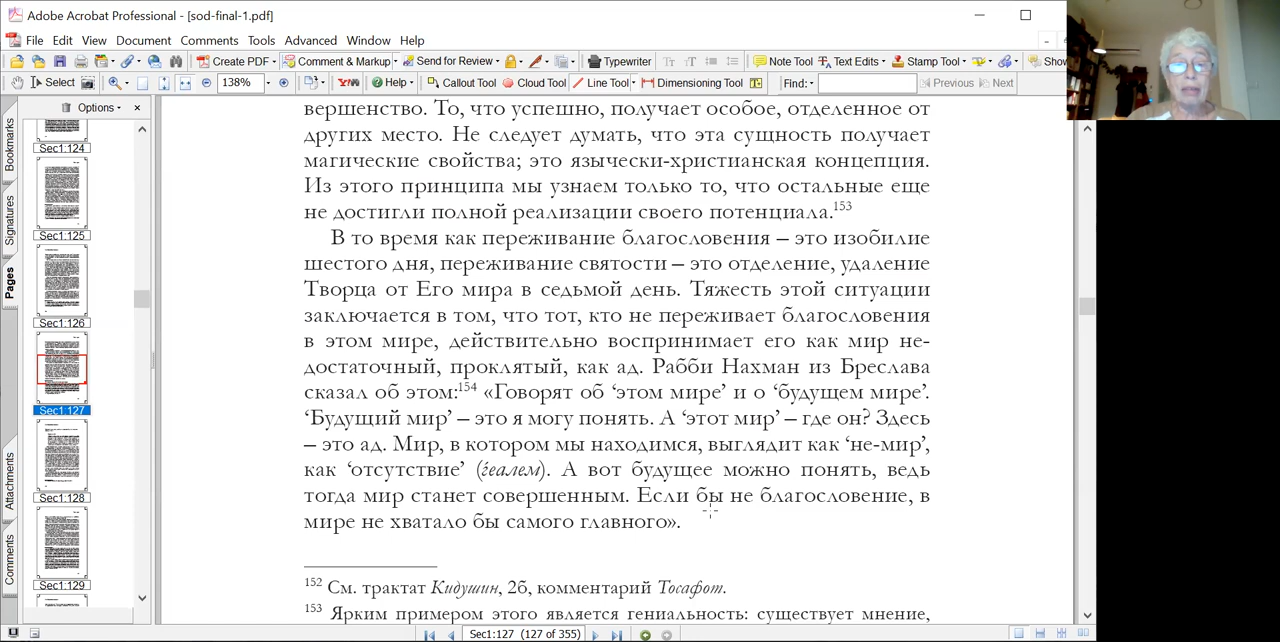 Adobe Acrobat Professional - [sod-final-1.pdf]
File Edit View Document Comments Tools Advanced Window Help
Create PDF Comment & Markup Send for Review Typewriter Note Tool Text Edits Stamp Tool Show
Select 138% Y! Help Callout Tool Cloud Tool Line Tool Dimensioning Tool Find: Previous Next
Options
Bookmarks
Signatures
Pages
Attachments
Comments
Sec1:124
Sec1:125
Sec1:126
Sec1:127
Sec1:128
Sec1:129
вершенство. То, что успешно, получает особое, отделенное от
других место. Не следует думать, что эта сущность получает
магические свойства; это язычески-христианская концепция.
Из этого принципа мы узнаем только то, что остальные еще
не достигли полной реализации своего потенциала.153
В то время как переживание благословения – это изобилие
шестого дня, переживание святости – это отделение, удаление
Творца от Его мира в седьмой день. Тяжесть этой ситуации
заключается в том, что тот, кто не переживает благословения
в этом мире, действительно воспринимает его как мир не-
достаточный, проклятый, как ад. Рабби Нахман из Бреслава
сказал об этом:154 «Говорят об ‘этом мире’ и о ‘будущем мире’.
‘Будущий мир’ – это я могу понять. А ‘этот мир’ – где он? Здесь
– это ад. Мир, в котором мы находимся, выглядит как ‘не-мир’,
как ‘отсутствие’ (ѓеалем). А вот будущее можно понять, ведь
тогда мир станет совершенным. Если бы не благословение, в
мире не хватало бы самого главного».
152 См. трактат Кидушин, 2б, комментарий Тосафот.
153 Ярким примером этого является гениальность: существует мнение,
Sec1:127 (127 of 355)